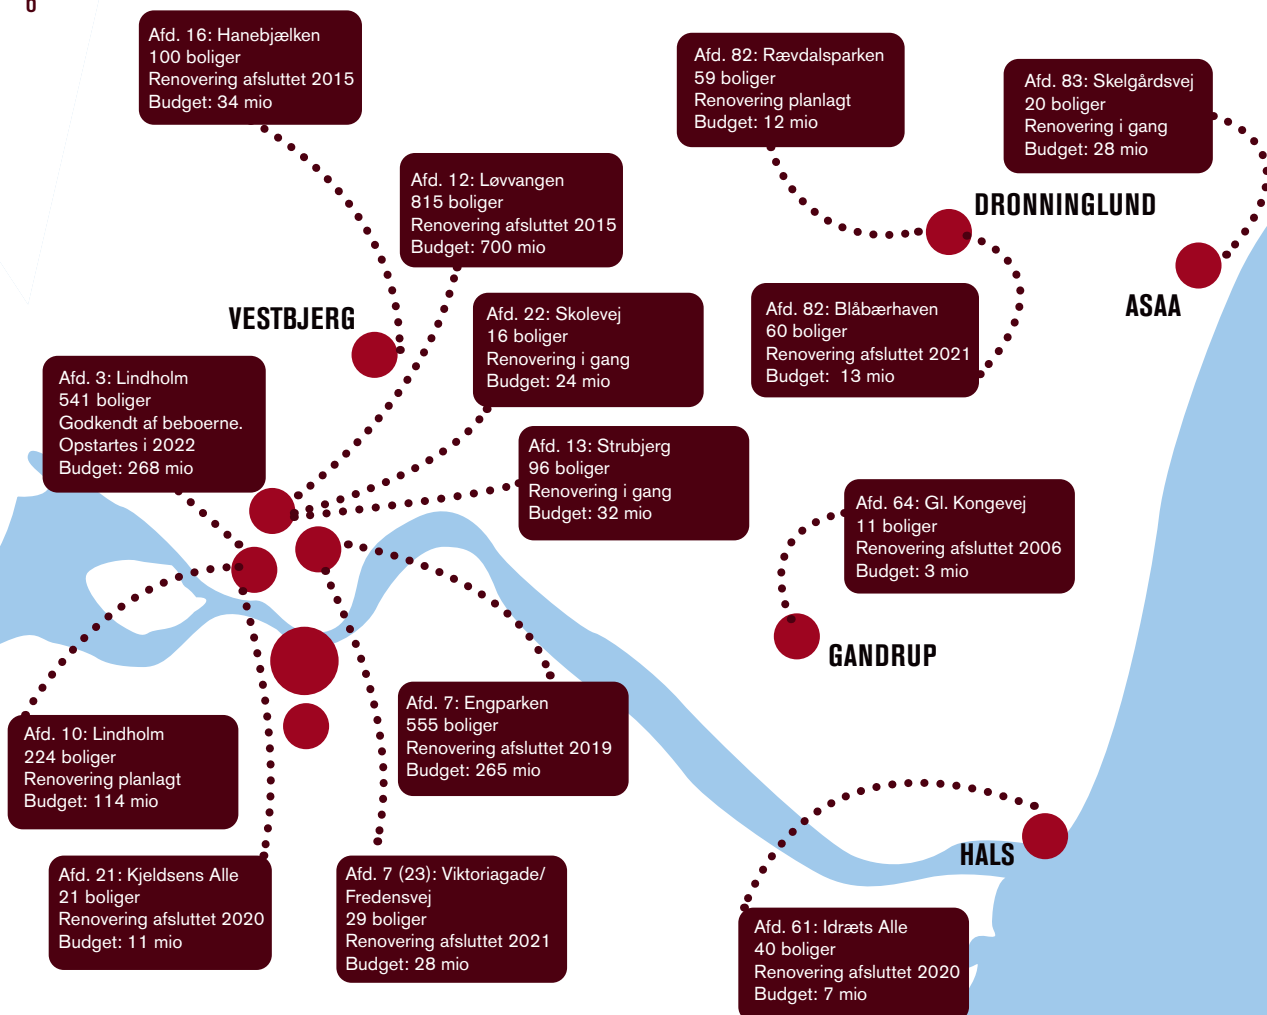 Afd. 16: Hanebjælken
100 boliger
Renovering afsluttet 2015
Budget: 34 mio
Afd. 82: Rævdalsparken
59 boliger
Renovering planlagt
Budget: 12 mio
Afd. 83: Skelgårdsvej
20 boliger
Renovering i gang
Budget: 28 mio
Afd. 12: Løvvangen
815 boliger
Renovering afsluttet 2015
Budget: 700 mio
DRONNINGLUND
ASAA
VESTBJERG
Afd. 22: Skolevej
16 boliger
Renovering i gang
Budget: 24 mio
Afd. 82: Blåbærhaven
60 boliger
Renovering afsluttet 2021
Budget: 13 mio
Afd. 3: Lindholm
541 boliger
Godkendt af beboerne.
Opstartes i 2022
Budget: 268 mio
Afd. 13: Strubjerg
96 boliger
Renovering i gang
Budget: 32 mio
Afd. 64: Gl. Kongevej
11 boliger
Renovering afsluttet 2006
Budget: 3 mio
GANDRUP
Afd. 10: Lindholm
224 boliger
Renovering planlagt
Budget: 114 mio
Afd. 7: Engparken
555 boliger
Renovering afsluttet 2019
Budget: 265 mio
HALS
Afd. 21: Kjeldsens Alle
21 boliger
Renovering afsluttet 2020
Budget: 11 mio
Afd. 7 (23): Viktoriagade/
Fredensvej
29 boliger
Renovering afsluttet 2021
Budget: 28 mio
Afd. 61: Idræts Alle
40 boliger
Renovering afsluttet 2020
Budget: 7 mio